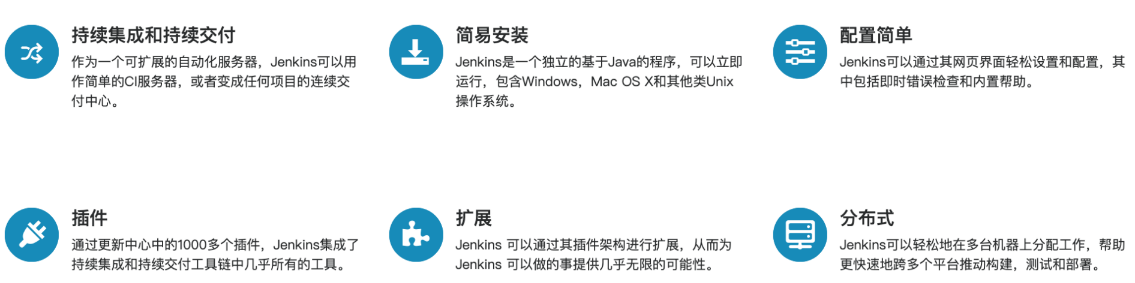 持续集成和持续交付
作为一个可扩展的自动化服务器，Jenkins可以用
作简单的CI服务器，或者变成任何项目的连续交
付中心。
简易安装
Jenkins是一个独立的基于Java的程序，可以立即
运行，包含Windows，Mac OS X和其他类Unix
操作系统。
配置简单
Jenkins可以通过其网页界面轻松设置和配置，其
中包括即时错误检查和内置帮助。
插件
通过更新中心中的1000多个插件，Jenkins集成了
持续集成和持续交付工具链中几乎所有的工具。
扩展
Jenkins 可以通过其插件架构进行扩展，从而为
Jenkins 可以做的事提供几乎无限的可能性。
分布式
Jenkins可以轻松地在多台机器上分配工作，帮助
更快速地跨多个平台推动构建，测试和部署。